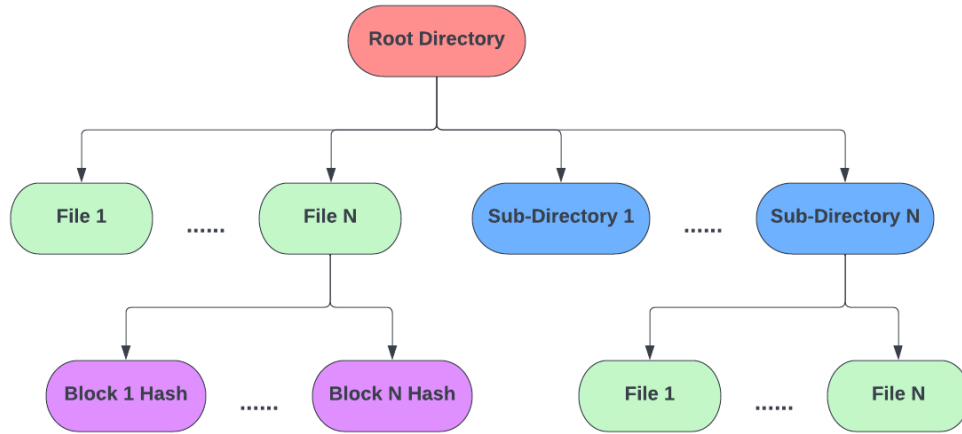 Root Directory
File 1
......
File N
Sub-Directory 1
......
Sub-Directory N
Block 1 Hash
......
Block N Hash
File 1
......
File N